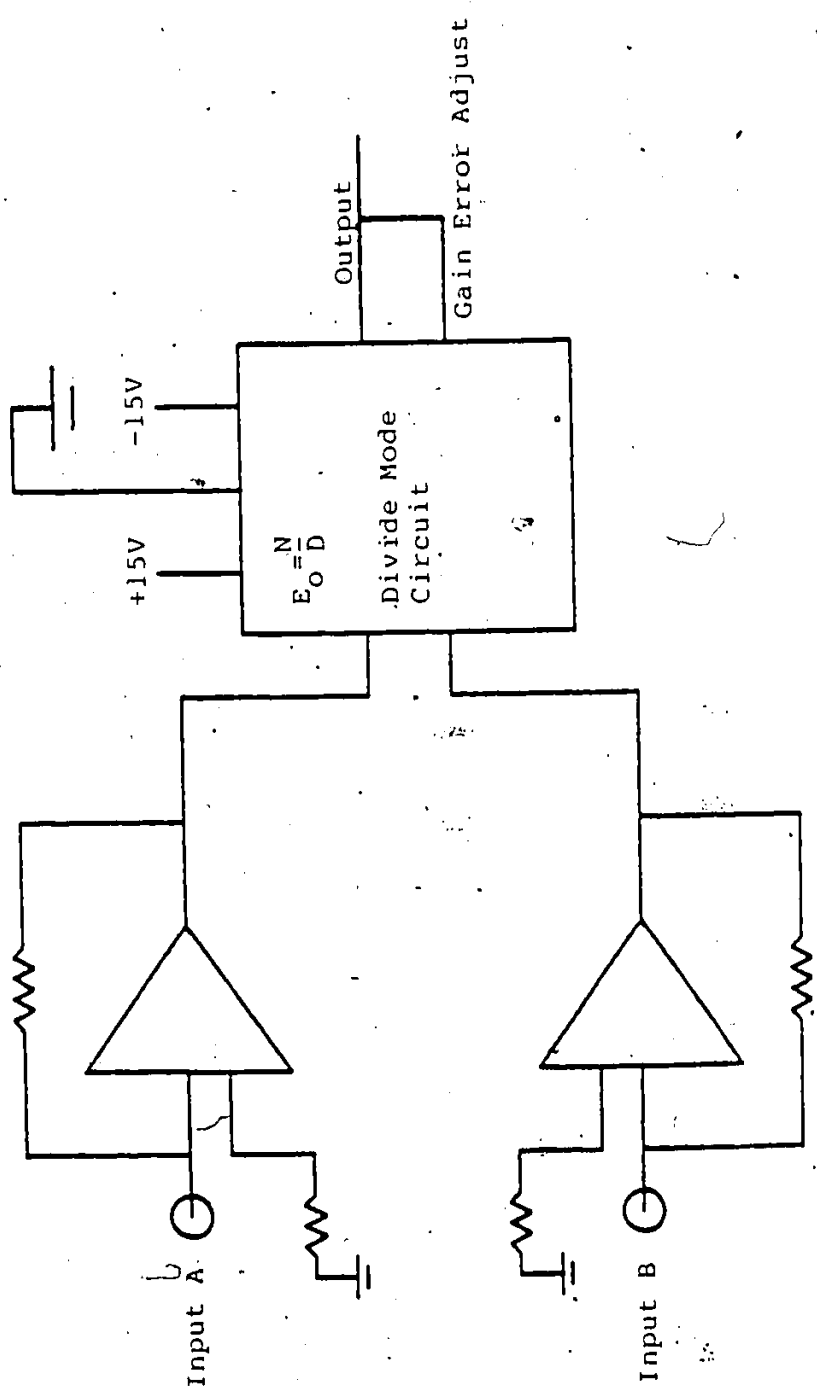 +15V
-15V
E_O = N/D
.Divide Mode
Circuit
Output
Gain Error Adjust
Input A
Input B